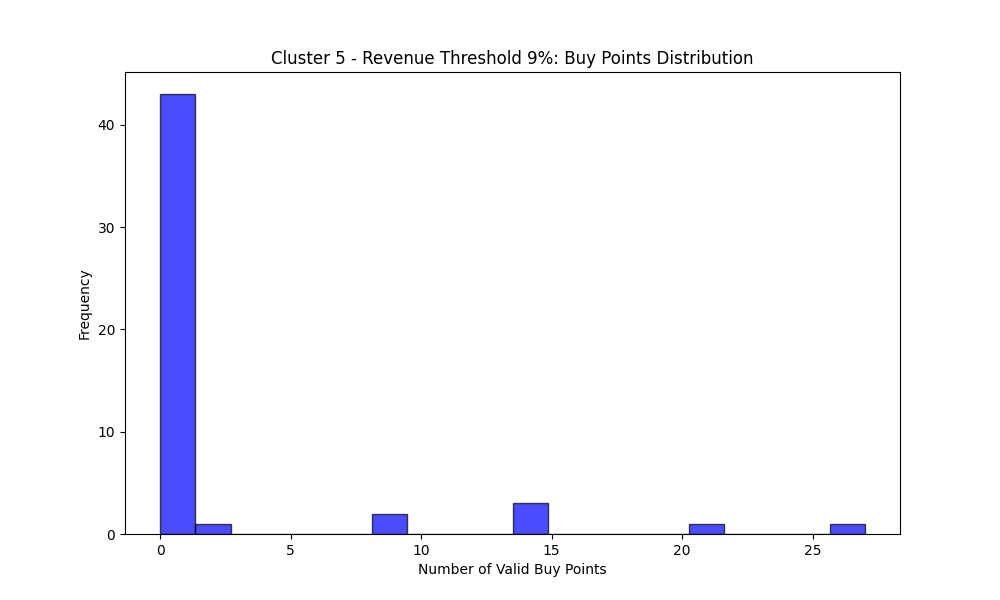 Cluster 5 - Revenue Threshold 9%: Buy Points Distribution
Frequency
40
30
20
10
0
0 5 10 15 20 25
Number of Valid Buy Points